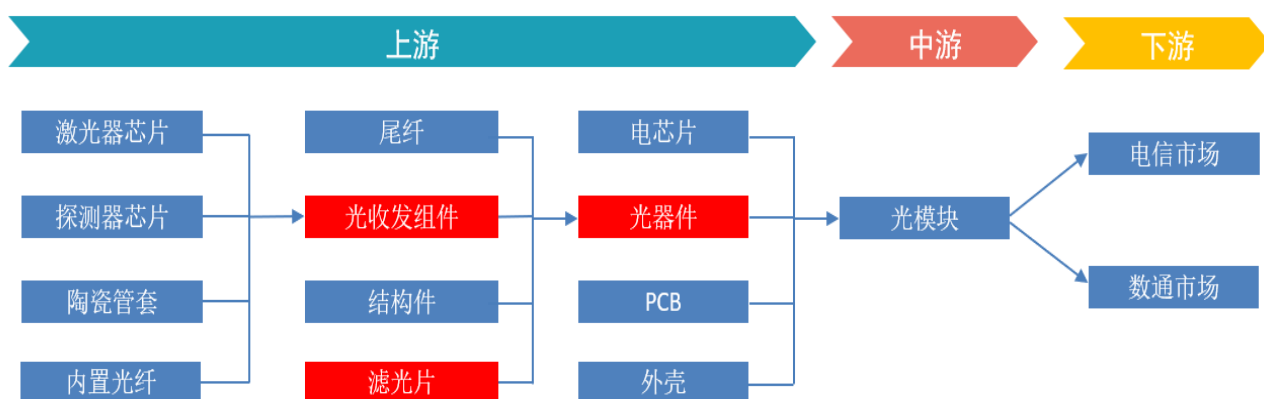 上游
中游
下游
激光器芯片
尾纤
电芯片
电信市场
探测器芯片
光收发组件
光器件
光模块
陶瓷管套
结构件
PCB
数通市场
内置光纤
滤光片
外壳